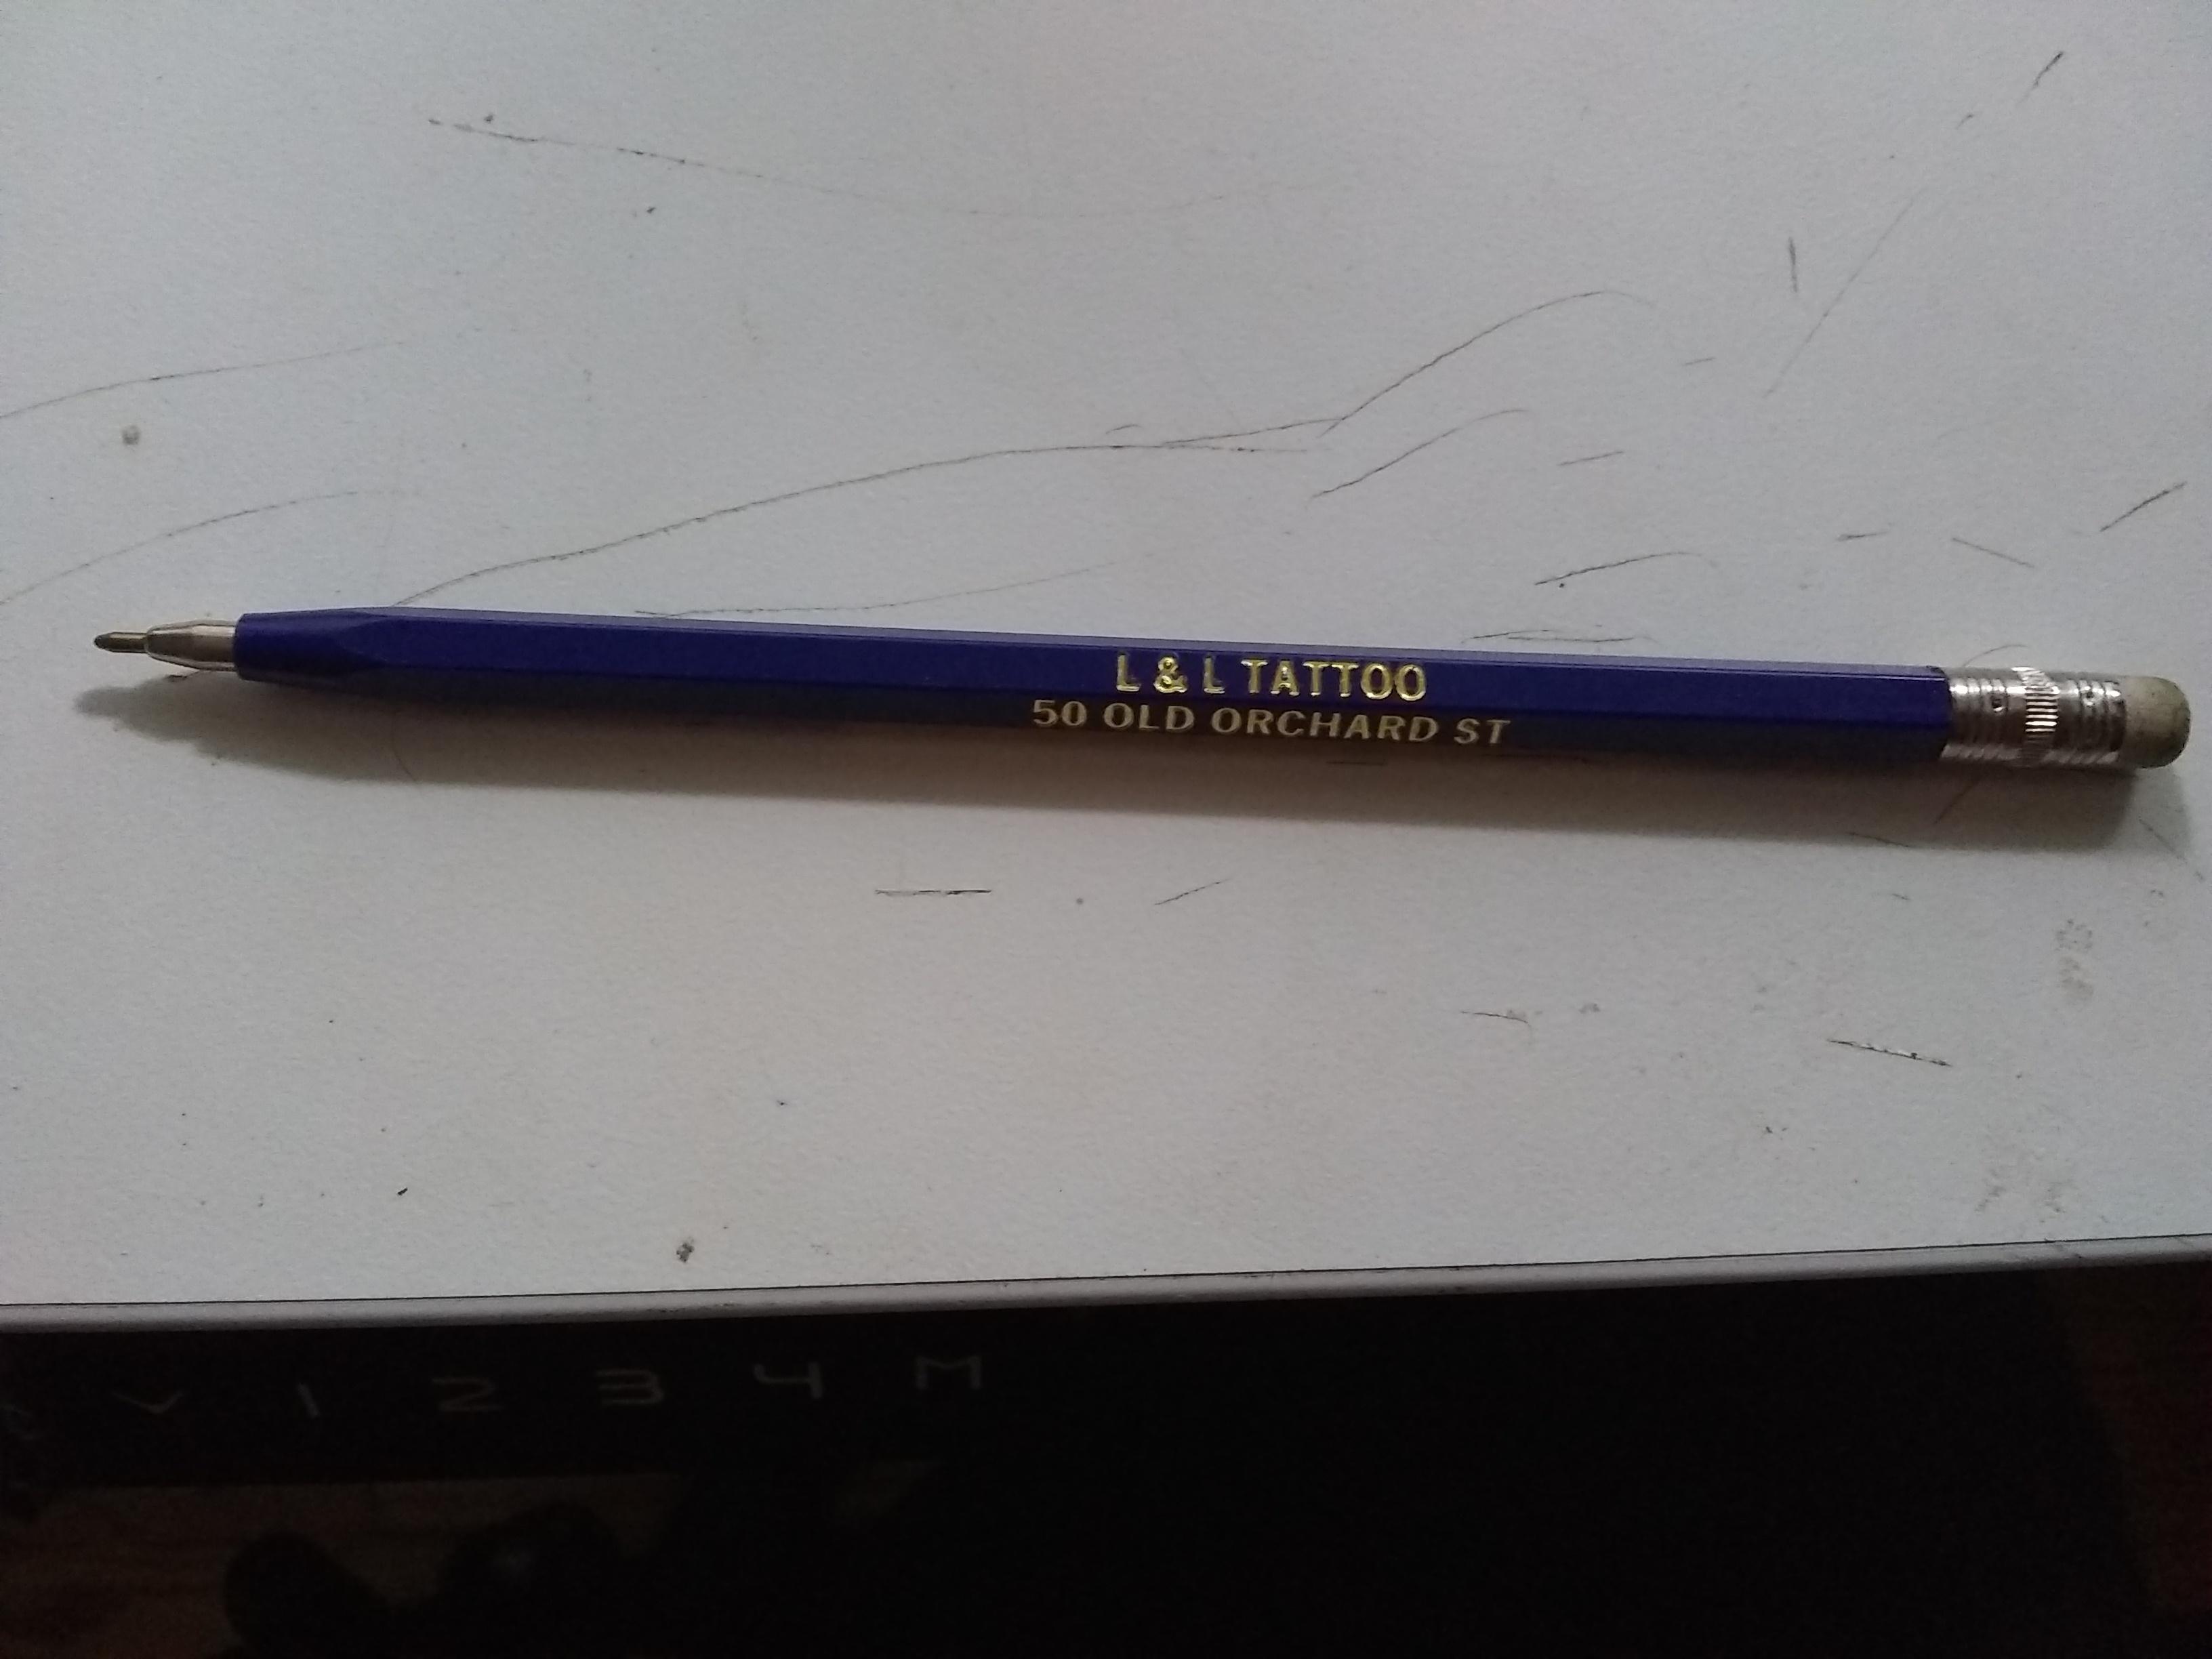 L & L TATTOO
50 OLD ORCHARD ST
1 2 3 4 M